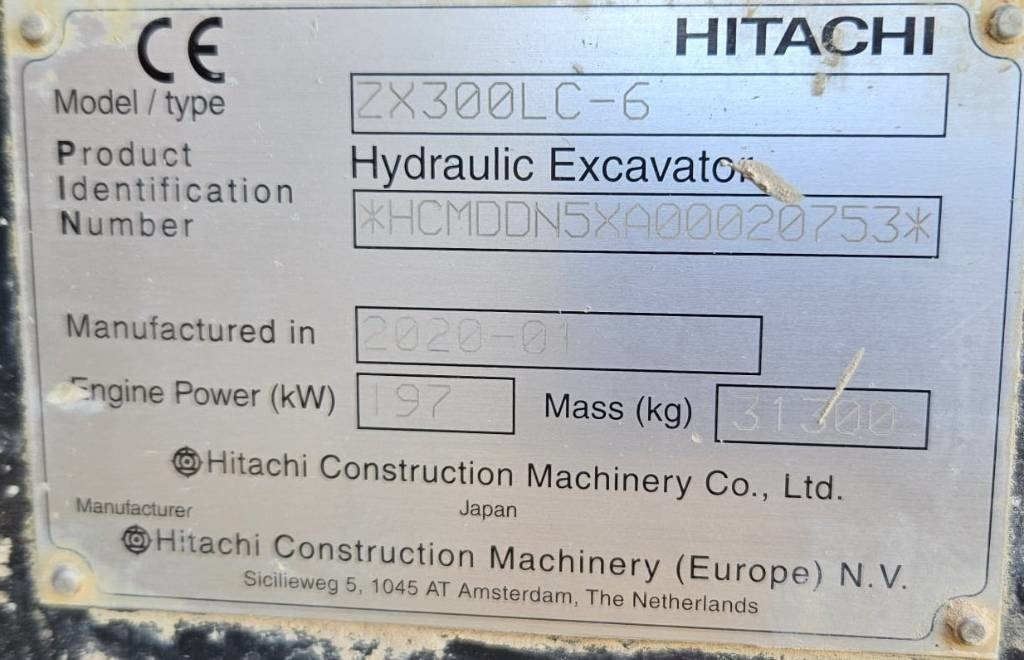 CE HITACHI
Model / type ZX300LC-6
Product Hydraulic Excavator
Identification
Number *HCMDDN5XA00020753*
Manufactured in 2020-01
Engine Power (kW) 197 Mass (kg) 31300
Hitachi Construction Machinery Co., Ltd.
Manufacturer Japan
Hitachi Construction Machinery (Europe) N.V.
Sicilieweg 5, 1045 AT Amsterdam, The Netherlands